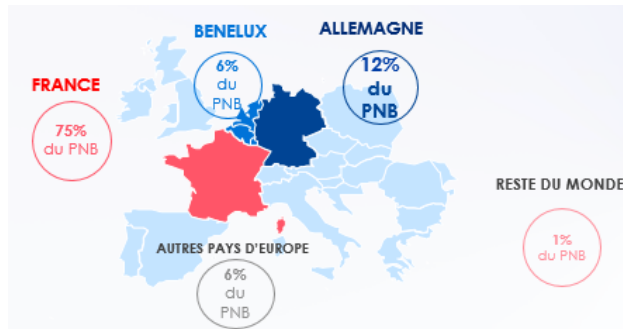 BENELUX
6%
du
PNB
ALLEMAGNE
12%
du
PNB
FRANCE
75%
du PNB
RESTE DU MONDE
1%
du PNB
AUTRES PAYS D'EUROPE
6%
du
PNB